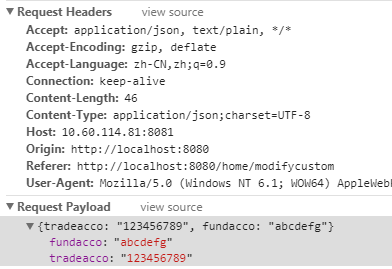 ▼ Request Headers view source
Accept: application/json, text/plain, */*
Accept-Encoding: gzip, deflate
Accept-Language: zh-CN,zh;q=0.9
Connection: keep-alive
Content-Length: 46
Content-Type: application/json;charset=UTF-8
Host: 10.60.114.81:8081
Origin: http://localhost:8080
Referer: http://localhost:8080/home/modifycustom
User-Agent: Mozilla/5.0 (Windows NT 6.1; WOW64) AppleWeb
▼ Request Payload view source
▼ {tradeacco: "123456789", fundacco: "abcdefg"}
fundacco: "abcdefg"
tradeacco: "123456789"